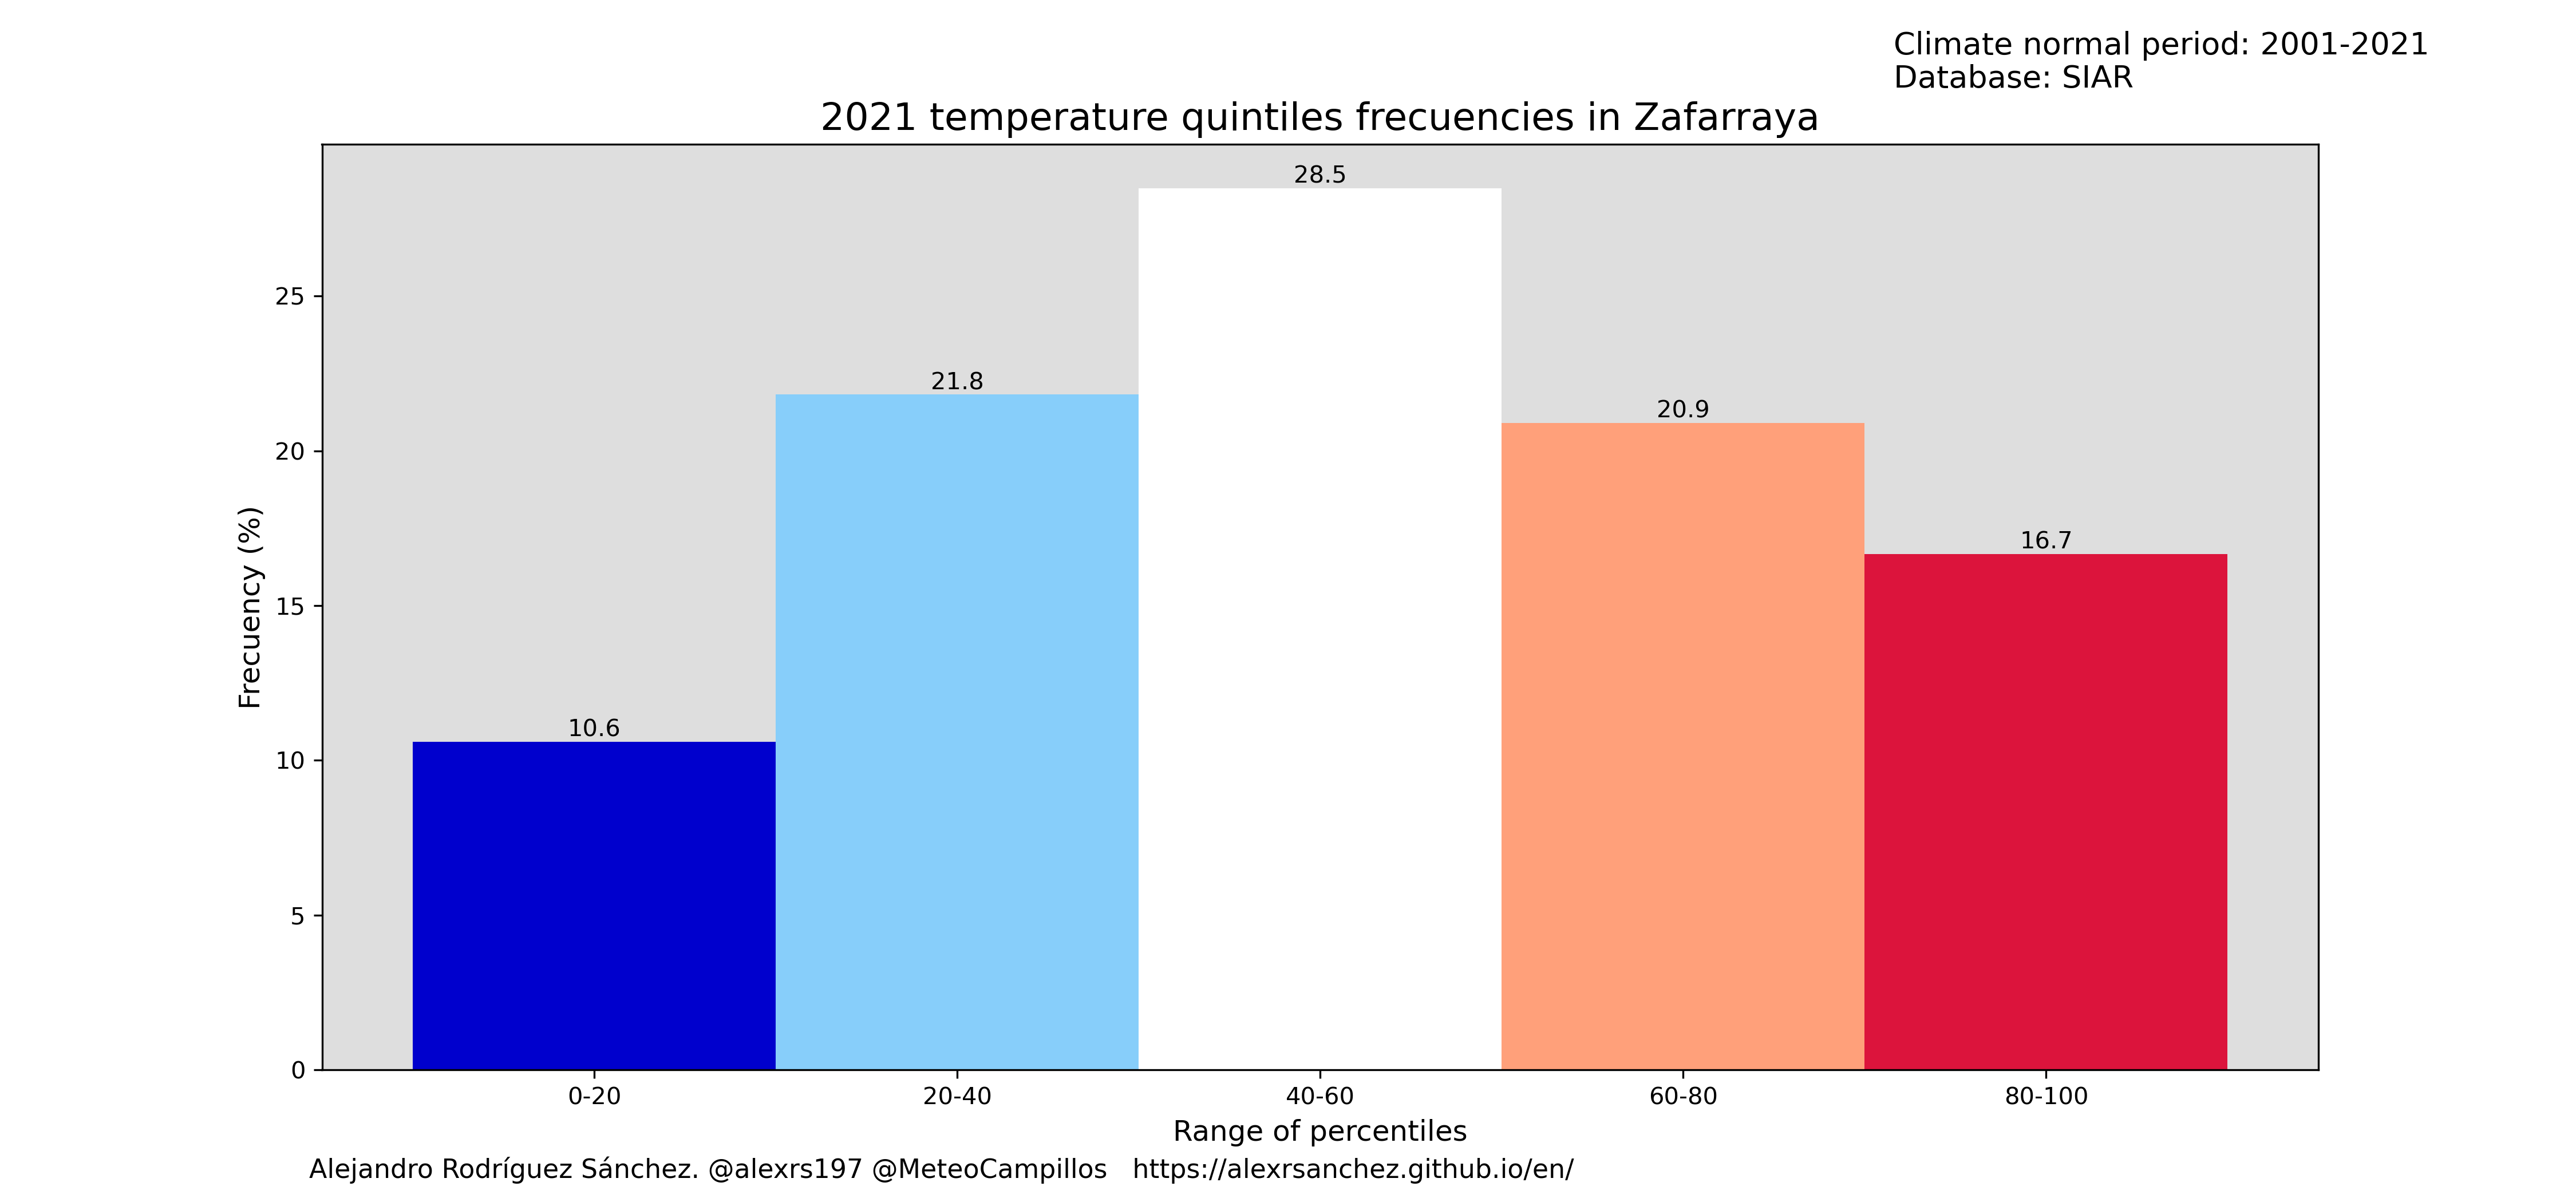 Climate normal period: 2001-2021
Database: SIAR
2021 temperature quintiles frecuencies in Zafarraya
28.5
25
21.8
20.9
20
16.7
15
10.6
10
5
0
Frecuency (%)
0-20 20-40 40-60 60-80 80-100
Range of percentiles
Alejandro Rodríguez Sánchez. @alexrs197 @MeteoCampillos https://alexrsanchez.github.io/en/